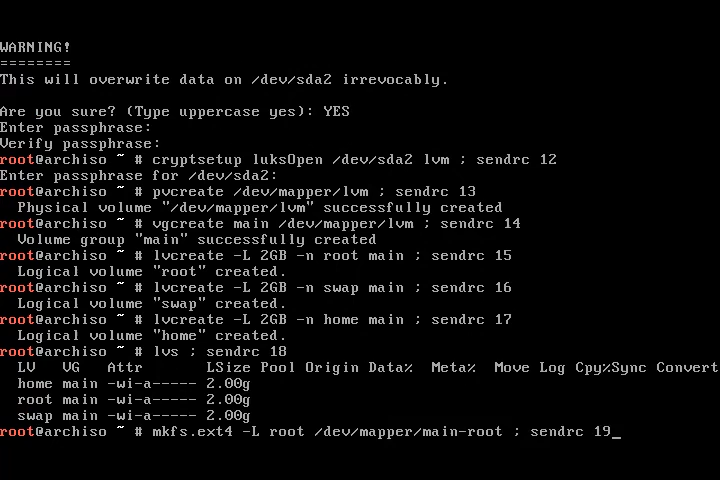 WARNING!
========
This will overwrite data on /dev/sda2 irrevocably.
Are you sure? (Type uppercase yes): YES
Enter passphrase:
Verify passphrase:
root@archiso ~ # cryptsetup luksOpen /dev/sda2 lvm ; sendrc 12
Enter passphrase for /dev/sda2:
root@archiso ~ # pvcreate /dev/mapper/lvm ; sendrc 13
  Physical volume "/dev/mapper/lvm" successfully created
root@archiso ~ # vgcreate main /dev/mapper/lvm ; sendrc 14
  Volume group "main" successfully created
root@archiso ~ # lvcreate -L 2GB -n root main ; sendrc 15
  Logical volume "root" created.
root@archiso ~ # lvcreate -L 2GB -n swap main ; sendrc 16
  Logical volume "swap" created.
root@archiso ~ # lvcreate -L 2GB -n home main ; sendrc 17
  Logical volume "home" created.
root@archiso ~ # lvs ; sendrc 18
  LV   VG   Attr       LSize Pool Origin Data%  Meta%  Move Log Cpy%Sync Convert
  home main -wi-a----- 2.00g
  root main -wi-a----- 2.00g
  swap main -wi-a----- 2.00g
root@archiso ~ # mkfs.ext4 -L root /dev/mapper/main-root ; sendrc 19_